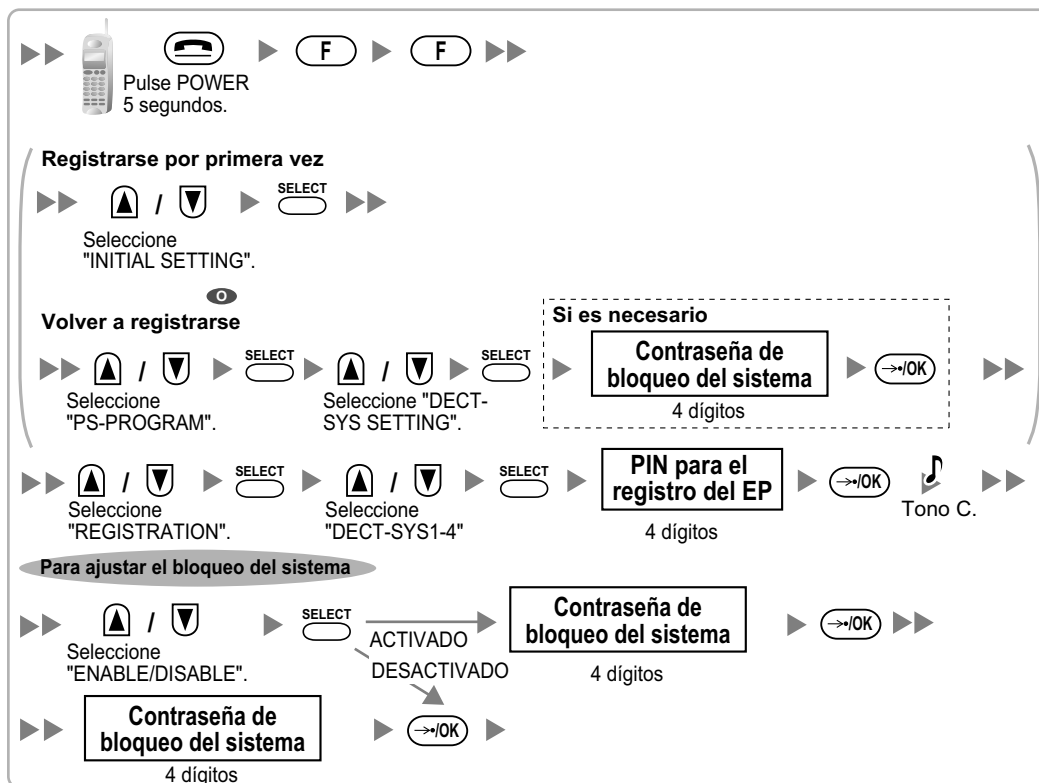 F F
Pulse POWER
5 segundos.
Registrarse por primera vez
/ SELECT
Seleccione
"INITIAL SETTING".
O
Volver a registrarse
/ SELECT / SELECT
Seleccione
"PS-PROGRAM".
Seleccione "DECT-
SYS SETTING".
Si es necesario
Contraseña de
bloqueo del sistema
4 dígitos
/OK
/ SELECT / SELECT
Seleccione
"REGISTRATION".
Seleccione
"DECT-SYS1-4"
PIN para el
registro del EP
4 dígitos
/OK
Tono C.
Para ajustar el bloqueo del sistema
/ SELECT
Seleccione
"ENABLE/DISABLE".
ACTIVADO
DESACTIVADO
Contraseña de
bloqueo del sistema
4 dígitos
/OK
Contraseña de
bloqueo del sistema
4 dígitos
/OK